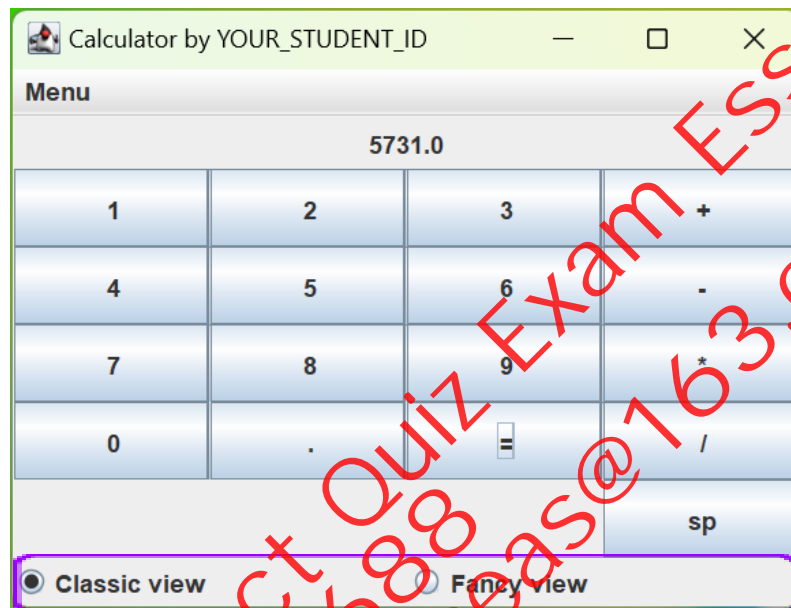 Calculator by YOUR_STUDENT_ID
Menu
5731.0
1 2 3 +
4 5 6 -
7 8 9 *
0 . = /
sp
Classic view Fancy view
Quiz Exam